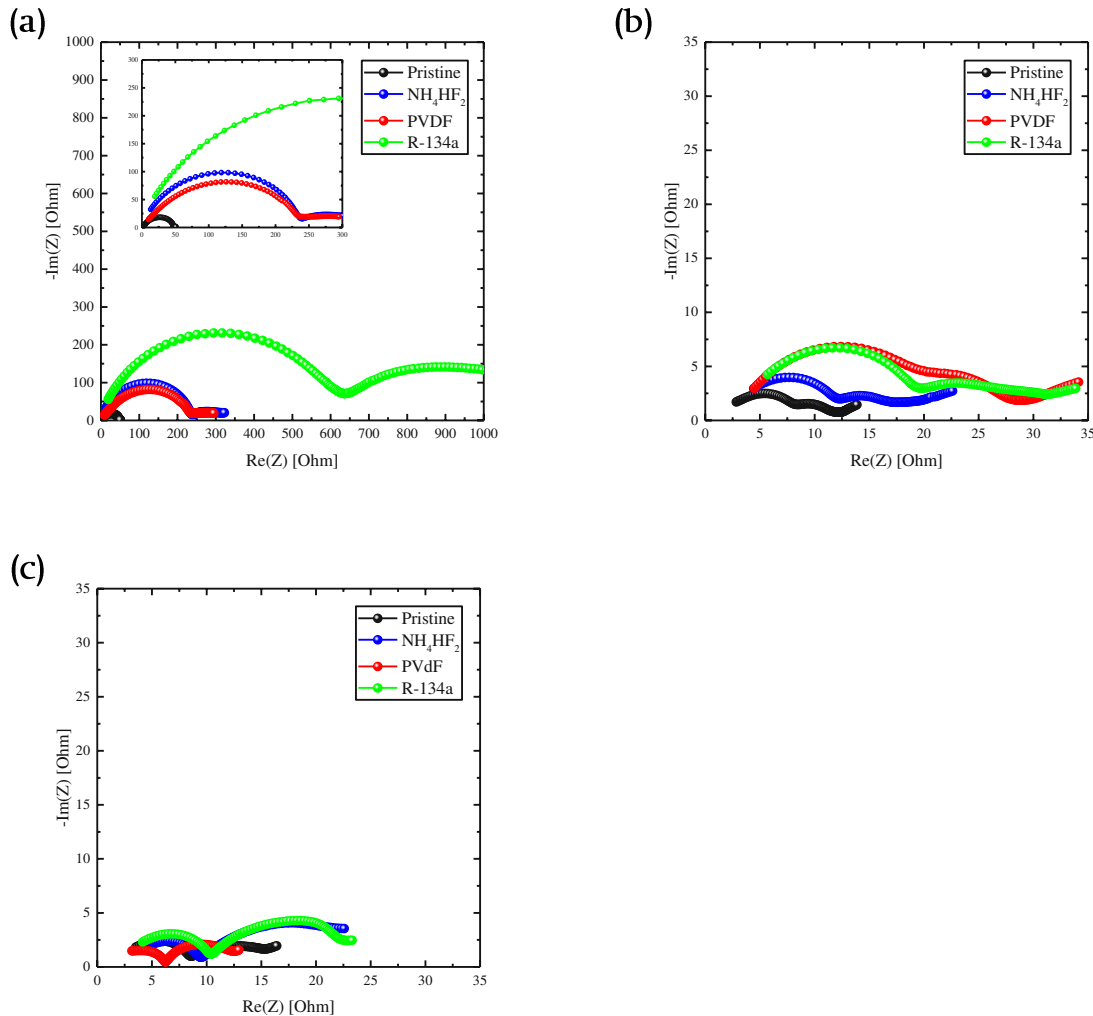 (a)
1000
900
800
700
600
500
400
300
200
100
0
-Im(Z) [Ohm]
300
250
200
150
100
50
0
0 50 100 150 200 250 300
Pristine
NH4HF2
PVDF
R-134a
0 100 200 300 400 500 600 700 800 900 1000
Re(Z) [Ohm]
(b)
35
30
25
20
15
10
5
0
-Im(Z) [Ohm]
Pristine
NH4HF2
PVDF
R-134a
0 5 10 15 20 25 30 35
Re(Z) [Ohm]
(c)
35
30
25
20
15
10
5
0
-Im(Z) [Ohm]
Pristine
NH4HF2
PVdF
R-134a
0 5 10 15 20 25 30 35
Re(Z) [Ohm]